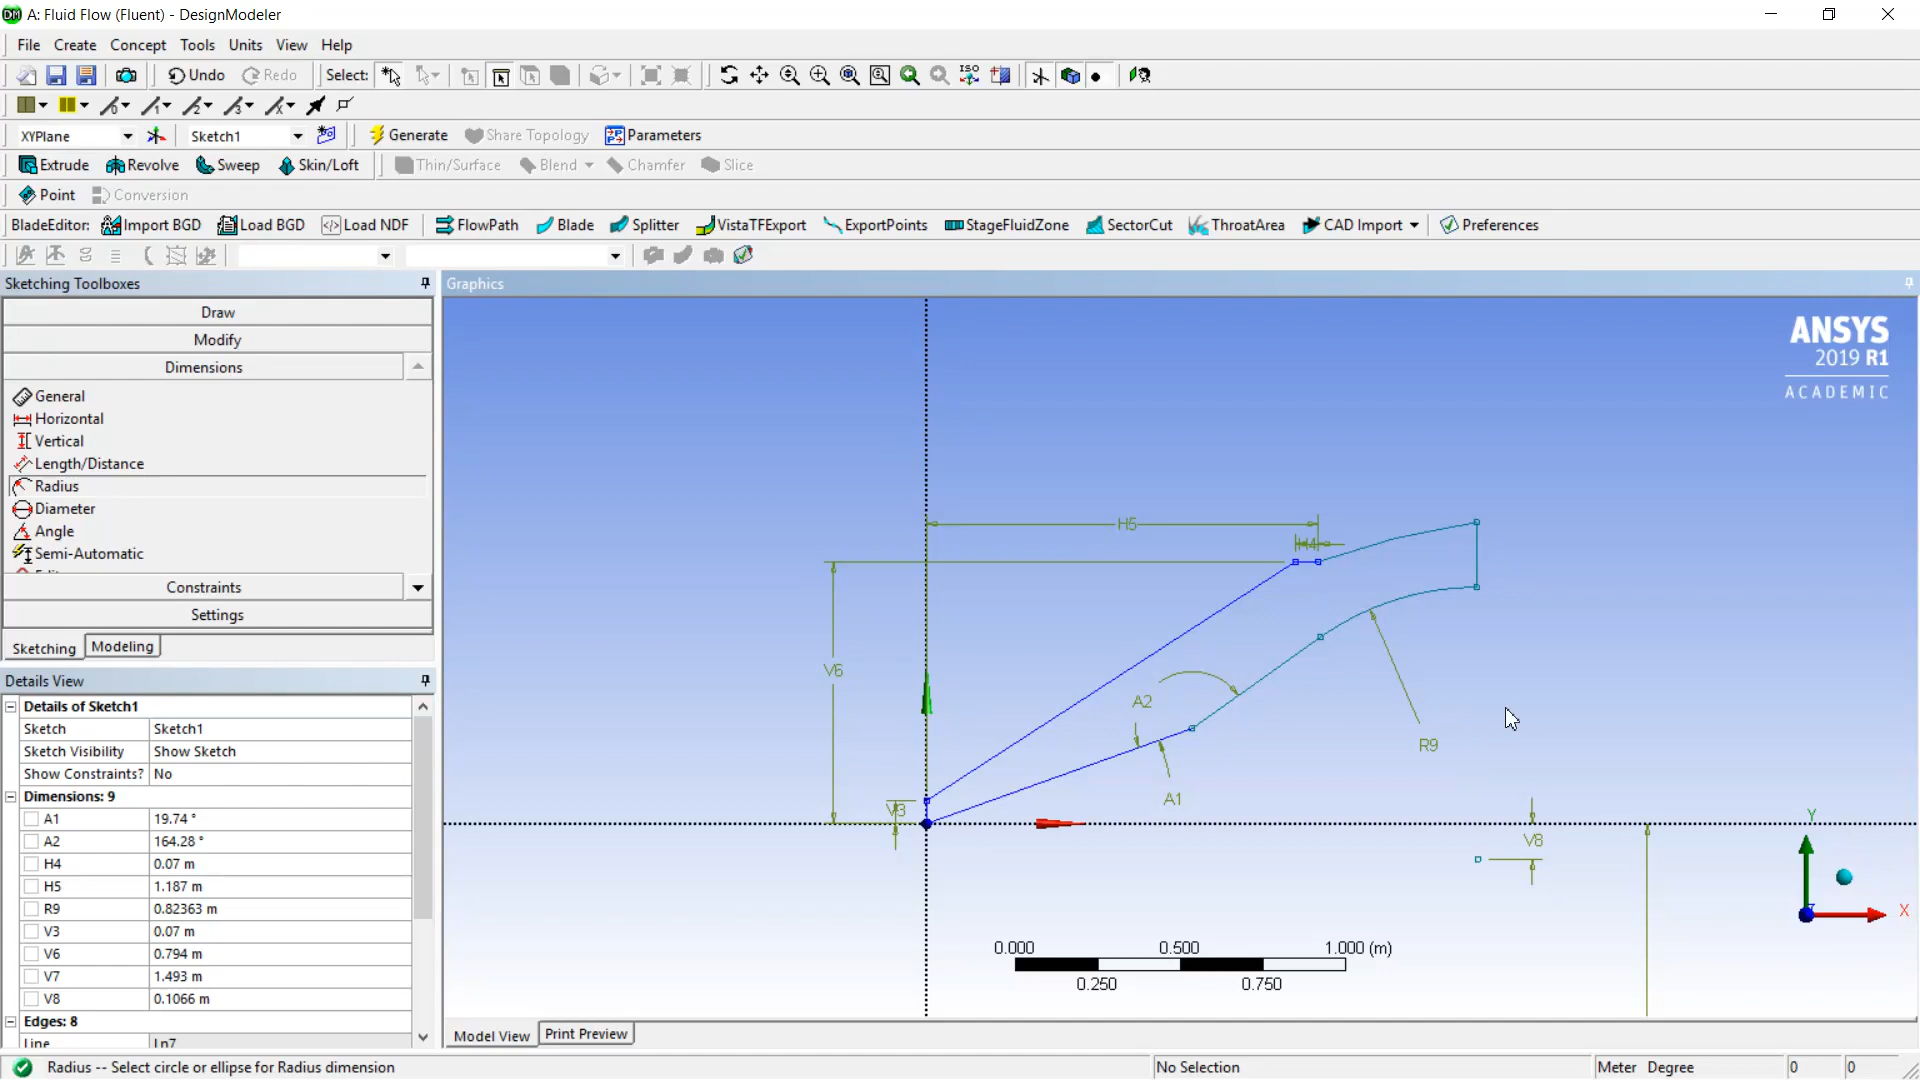 A: Fluid Flow (Fluent) - DesignModeler
File Create Concept Tools Units View Help
Undo Redo Select: ISO
XYPlane Sketch1 Generate Share Topology Parameters
Extrude Revolve Sweep Skin/Loft Thin/Surface Blend Chamfer Slice
Point Conversion
BladeEditor: Import BGD Load BGD Load NDF FlowPath Blade Splitter VistaTFExport ExportPoints StageFluidZone SectorCut ThroatArea CAD Import Preferences
Sketching Toolboxes
Draw
Modify
Dimensions
General
Horizontal
Vertical
Length/Distance
Radius
Diameter
Angle
Semi-Automatic
Constraints
Settings
Sketching Modeling
Details View
Details of Sketch1
Sketch Sketch1
Sketch Visibility Show Sketch
Show Constraints? No
Dimensions: 9
A1 19.74 °
A2 164.28 °
H4 0.07 m
H5 1.187 m
R9 0.82363 m
V3 0.07 m
V6 0.794 m
V7 1.493 m
V8 0.1066 m
Edges: 8
Line Ln7
Graphics
ANSYS
2019 R1
ACADEMIC
H5
H4
V6
A2
R9
A1
V3
V8
Y
X
0.000 0.500 1.000 (m)
0.250 0.750
Model View Print Preview
Radius -- Select circle or ellipse for Radius dimension No Selection Meter Degree 0 0